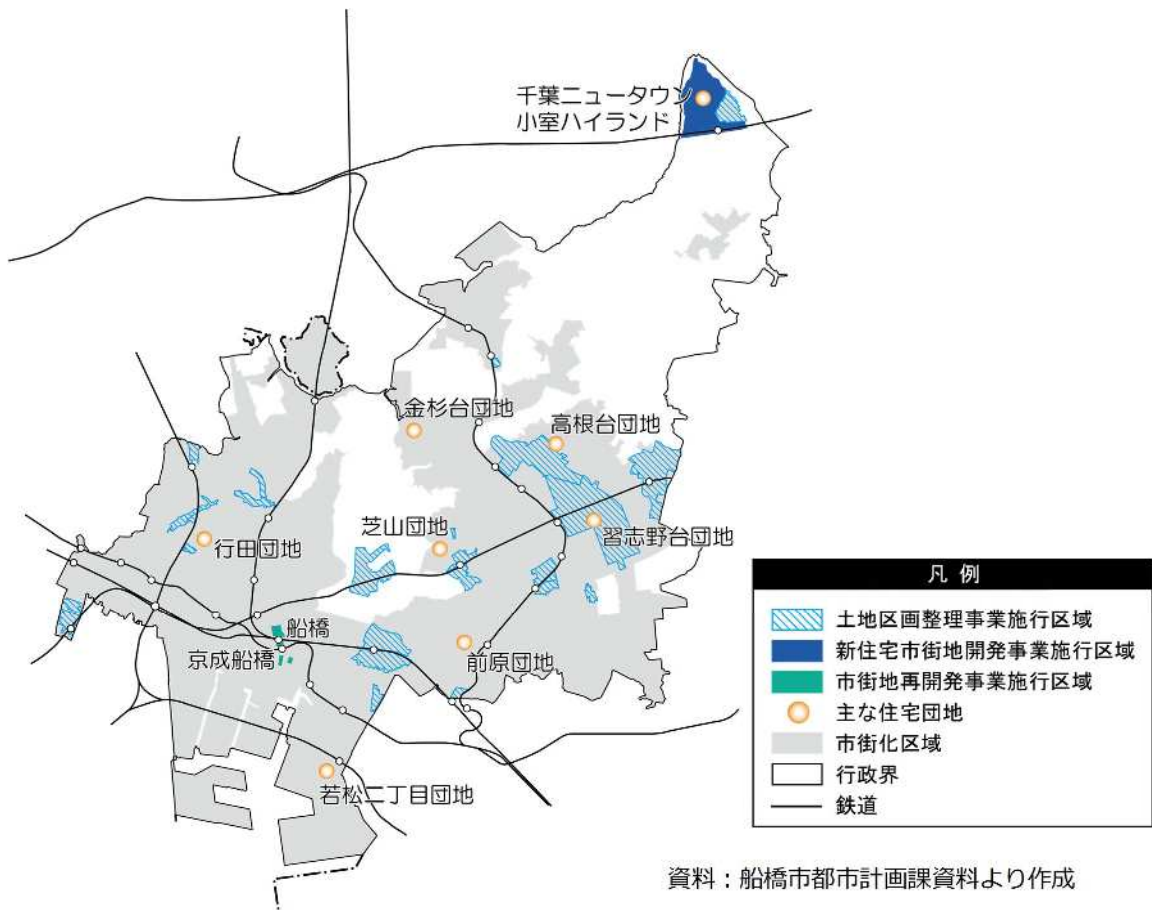 千葉ニュータウン
小室ハイランド
金杉台団地
高根台団地
芝山団地
習志野台団地
行田団地
船橋
京成船橋
前原団地
若松二丁目団地
凡例
土地区画整理事業施行区域
新住宅市街地開発事業施行区域
市街地再開発事業施行区域
主な住宅団地
市街化区域
行政界
鉄道
資料：船橋市都市計画課資料より作成